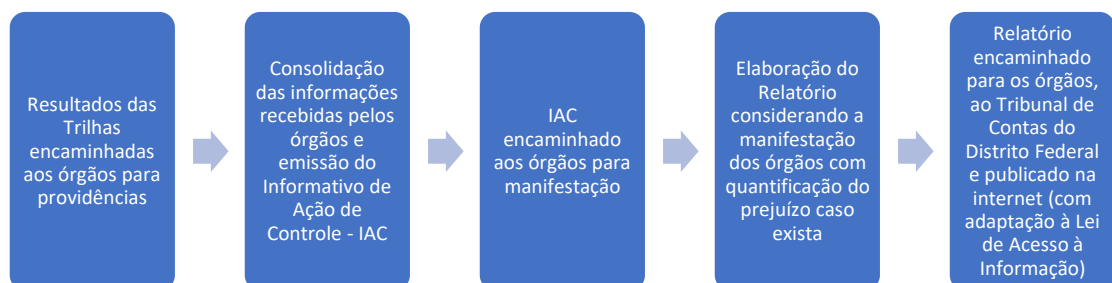 Resultados das
Trilhas
encaminhadas
aos órgãos para
providências
Consolidação
das informações
recebidas pelos
órgãos e
emissão do
Informativo de
Ação de
Controle - IAC
IAC
encaminhado
aos órgãos para
manifestação
Elaboração do
Relatório
considerando a
manifestação
dos órgãos com
quantificação do
prejuízo caso
exista
Relatório
encaminhado
para os órgãos,
ao Tribunal de
Contas do
Distrito Federal
e publicado na
internet (com
adaptação à Lei
de Acesso à
Informação)